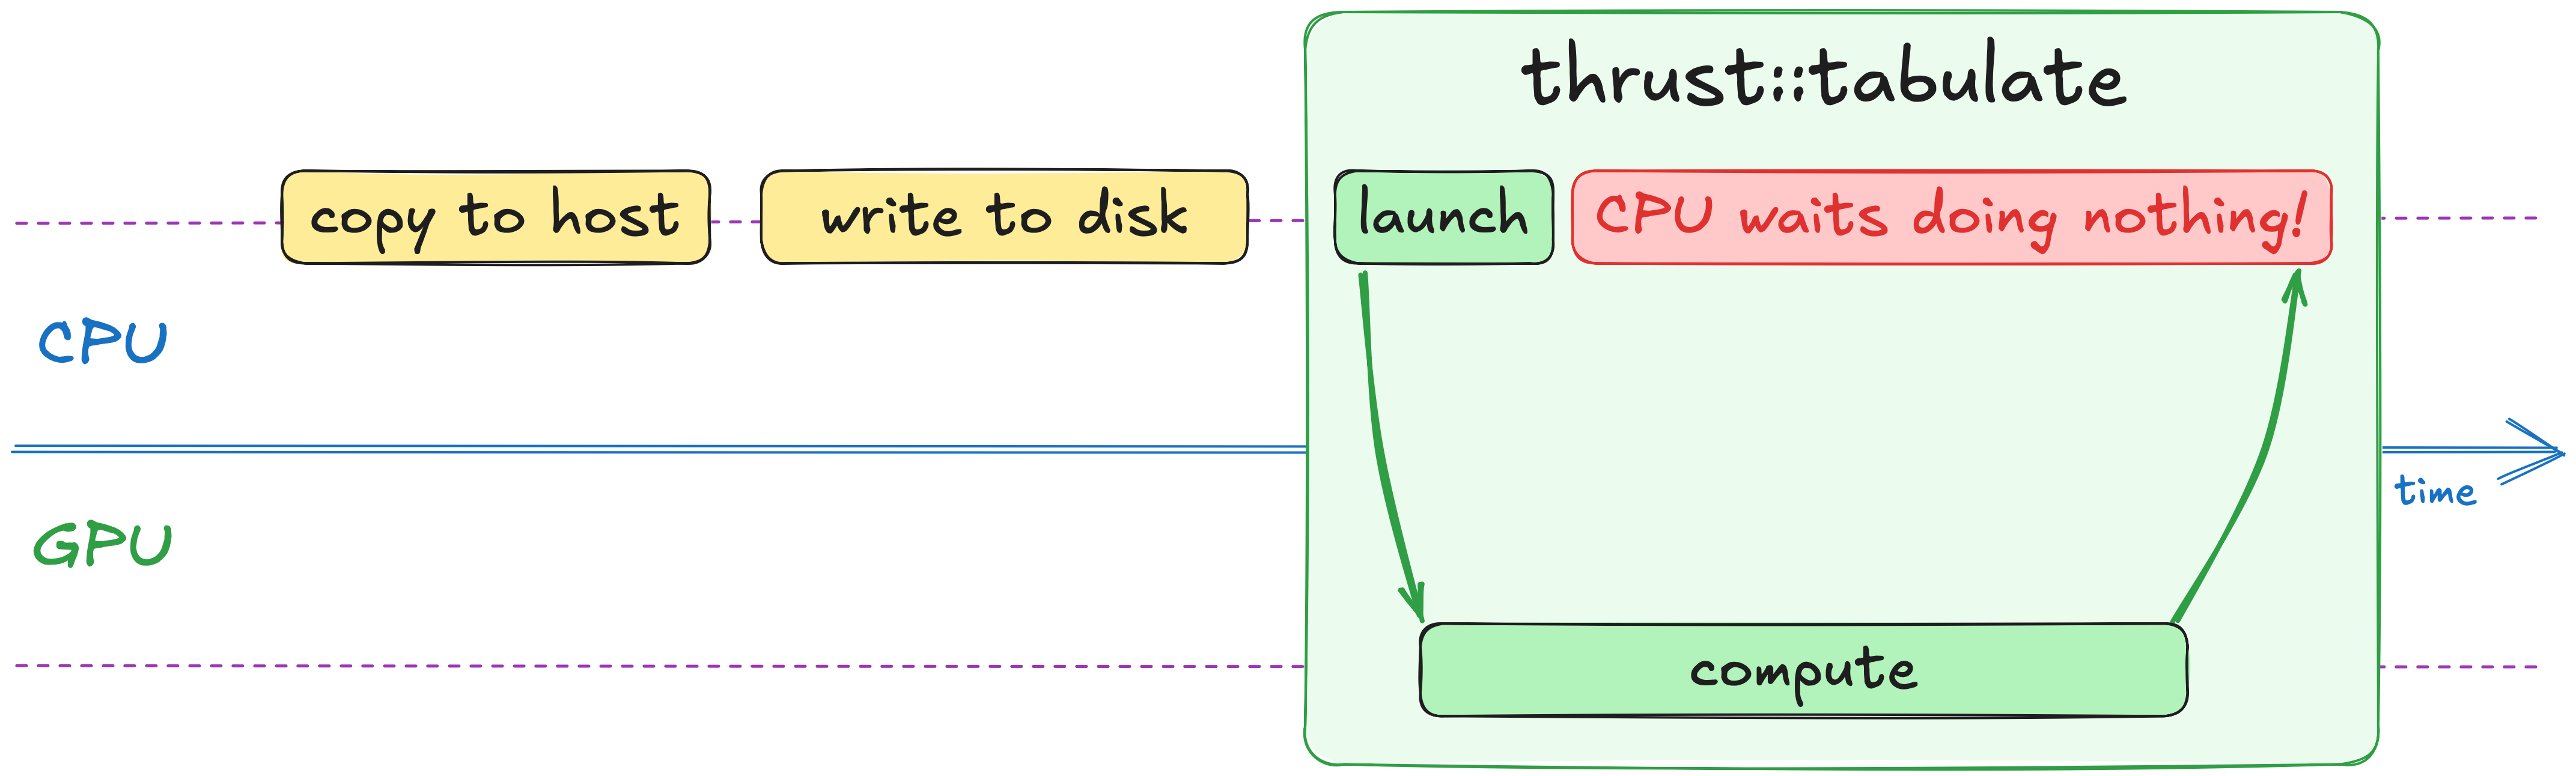 thrust::tabulate
copy to host
write to disk
launch
CPU waits doing nothing!
CPU
time
GPU
compute